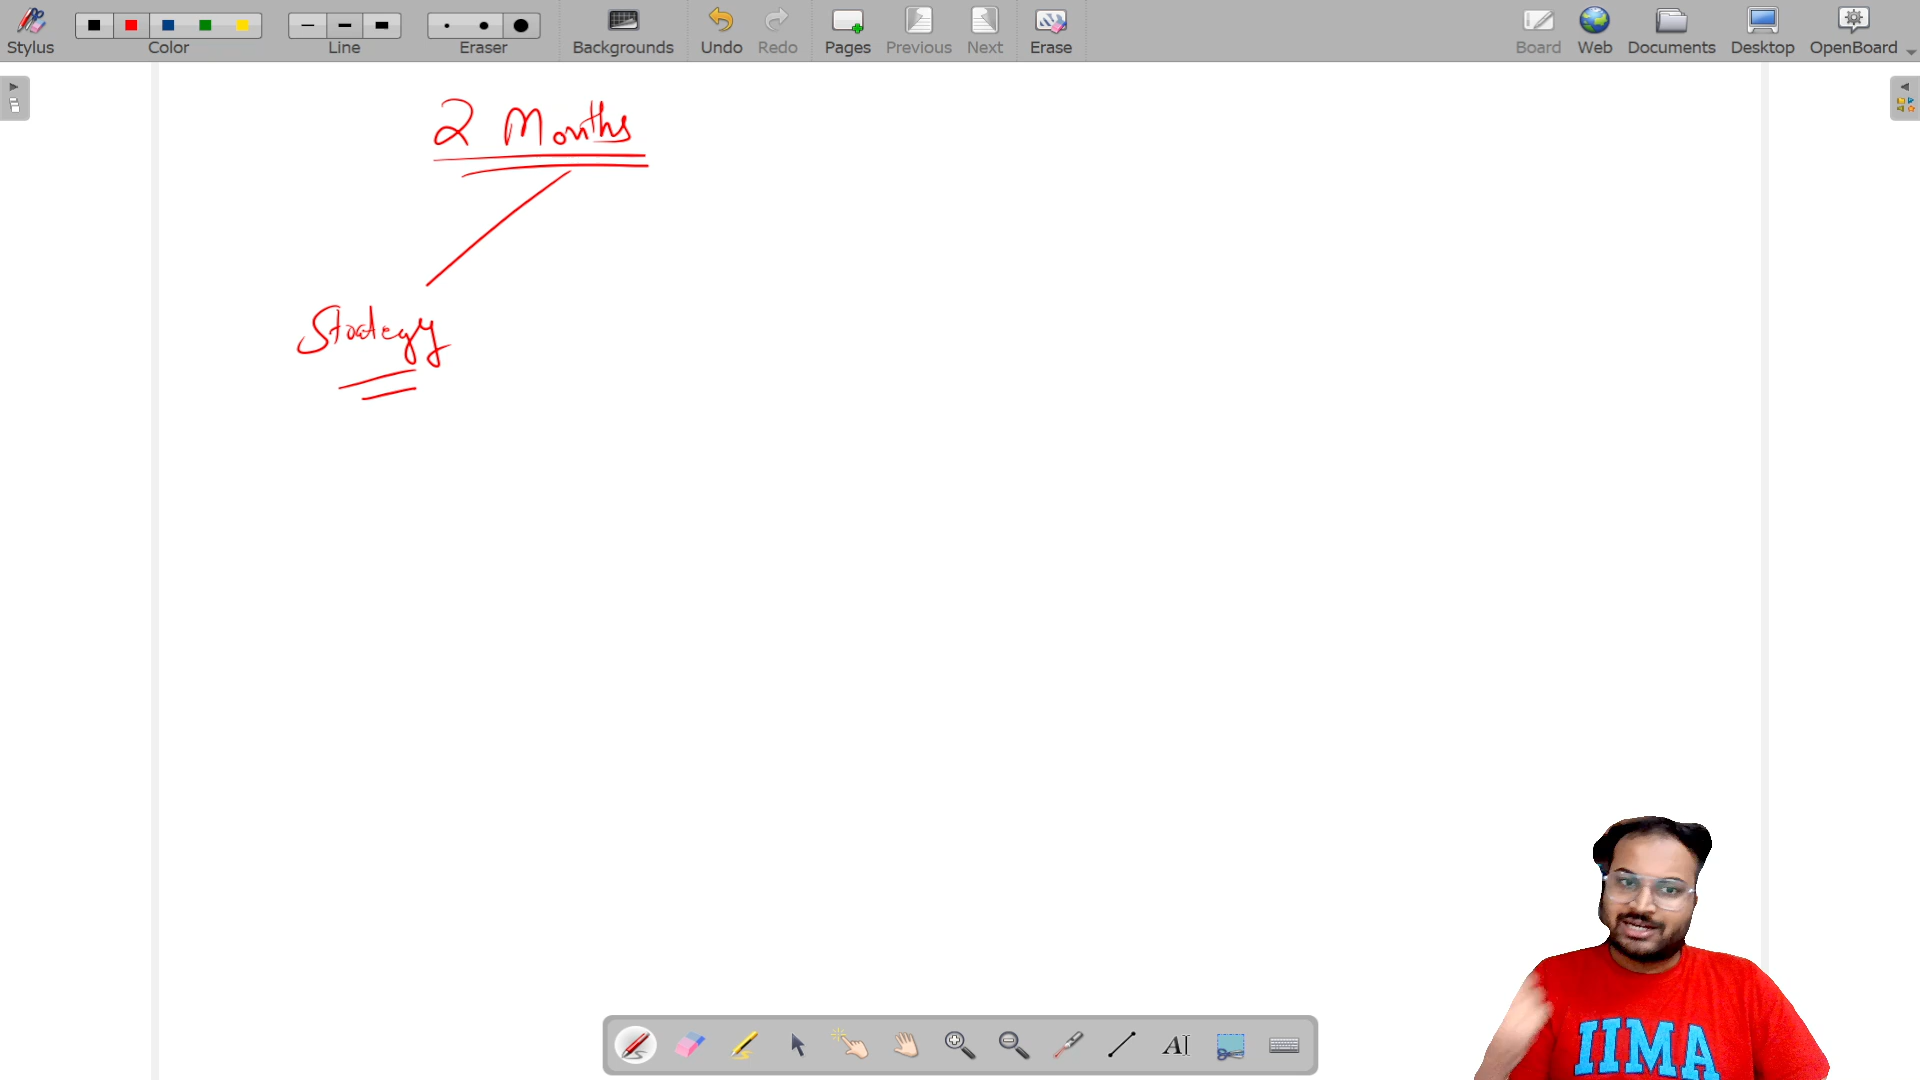 Stylus
Color
Line
Eraser
Backgrounds
Undo
Redo
Pages
Previous
Next
Erase
Board
Web
Documents
Desktop
OpenBoard
2 Months
Strategy
AI
IIMA